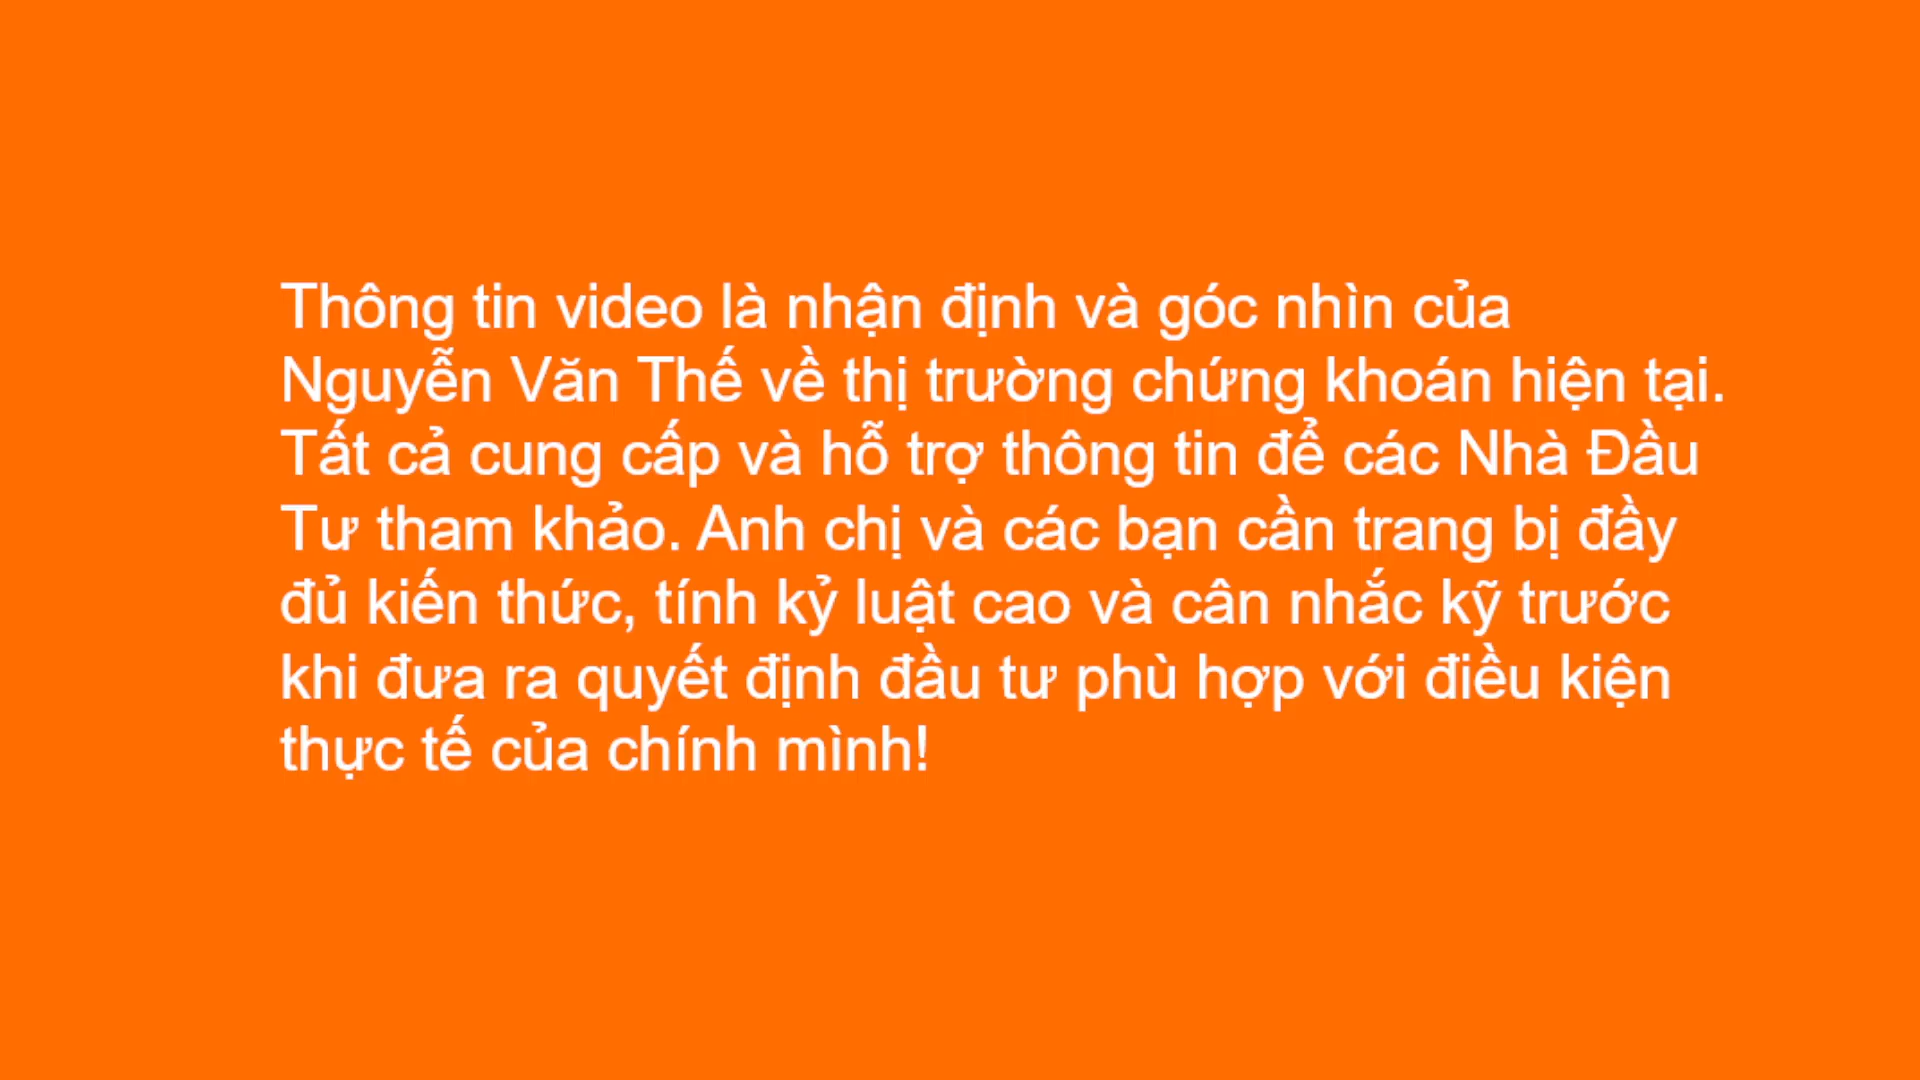 Thông tin video là nhận định và góc nhìn của
Nguyễn Văn Thế về thị trường chứng khoán hiện tại.
Tất cả cung cấp và hỗ trợ thông tin để các Nhà Đầu
Tư tham khảo. Anh chị và các bạn cần trang bị đầy
đủ kiến thức, tính kỷ luật cao và cân nhắc kỹ trước
khi đưa ra quyết định đầu tư phù hợp với điều kiện
thực tế của chính mình!